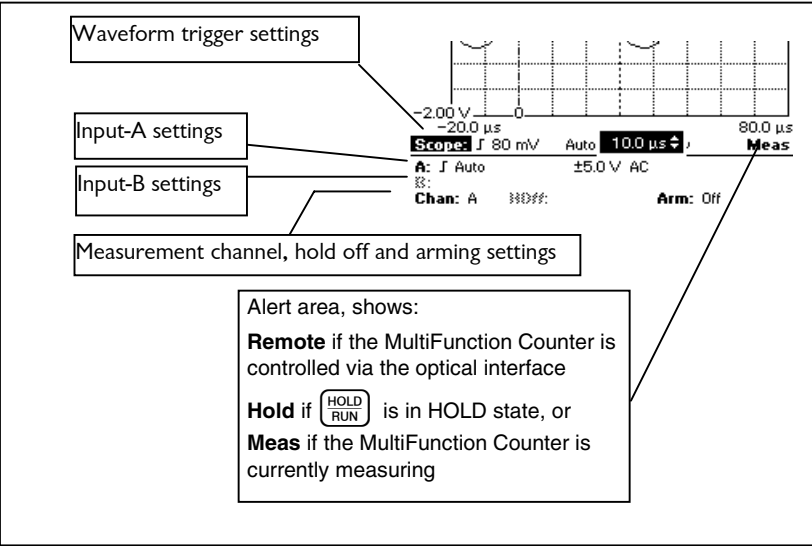 Waveform trigger settings
−2.00 V 0
−20.0 µs 80.0 µs
Scope: ʃ 80 mV Auto 10.0 µs Meas
Input-A settings
A: ʃ Auto ±5.0 V AC
Input-B settings
B:
Chan: A HOff: Arm: Off
Measurement channel, hold off and arming settings
Alert area, shows:
Remote if the MultiFunction Counter is
controlled via the optical interface
Hold if HOLD RUN is in HOLD state, or
Meas if the MultiFunction Counter is
currently measuring